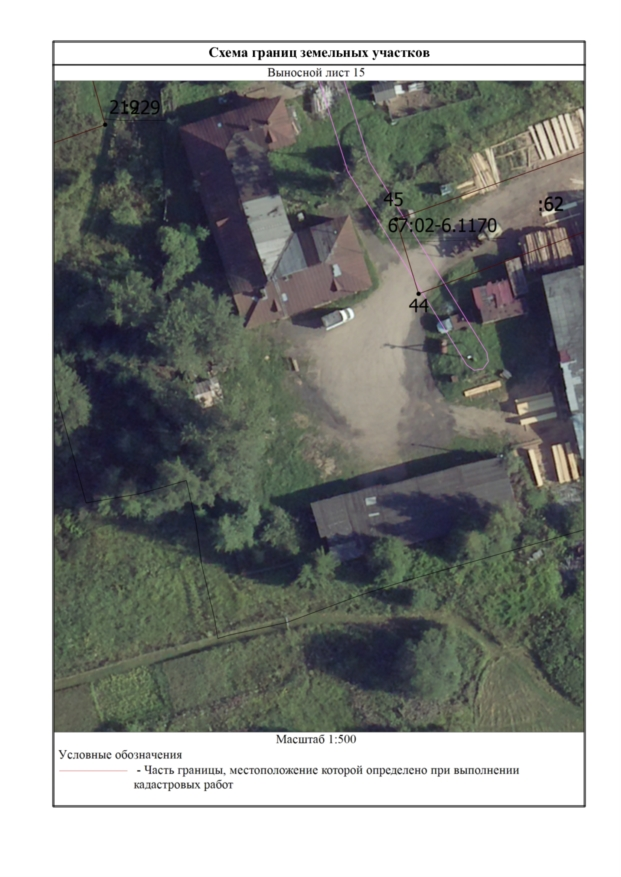 Схема границ земельных участков
Выносной лист 15
45
:62
67:02-6.1170
44
Масштаб 1:500
Условные обозначения
- Часть границы, местоположение которой определено при выполнении
кадастровых работ